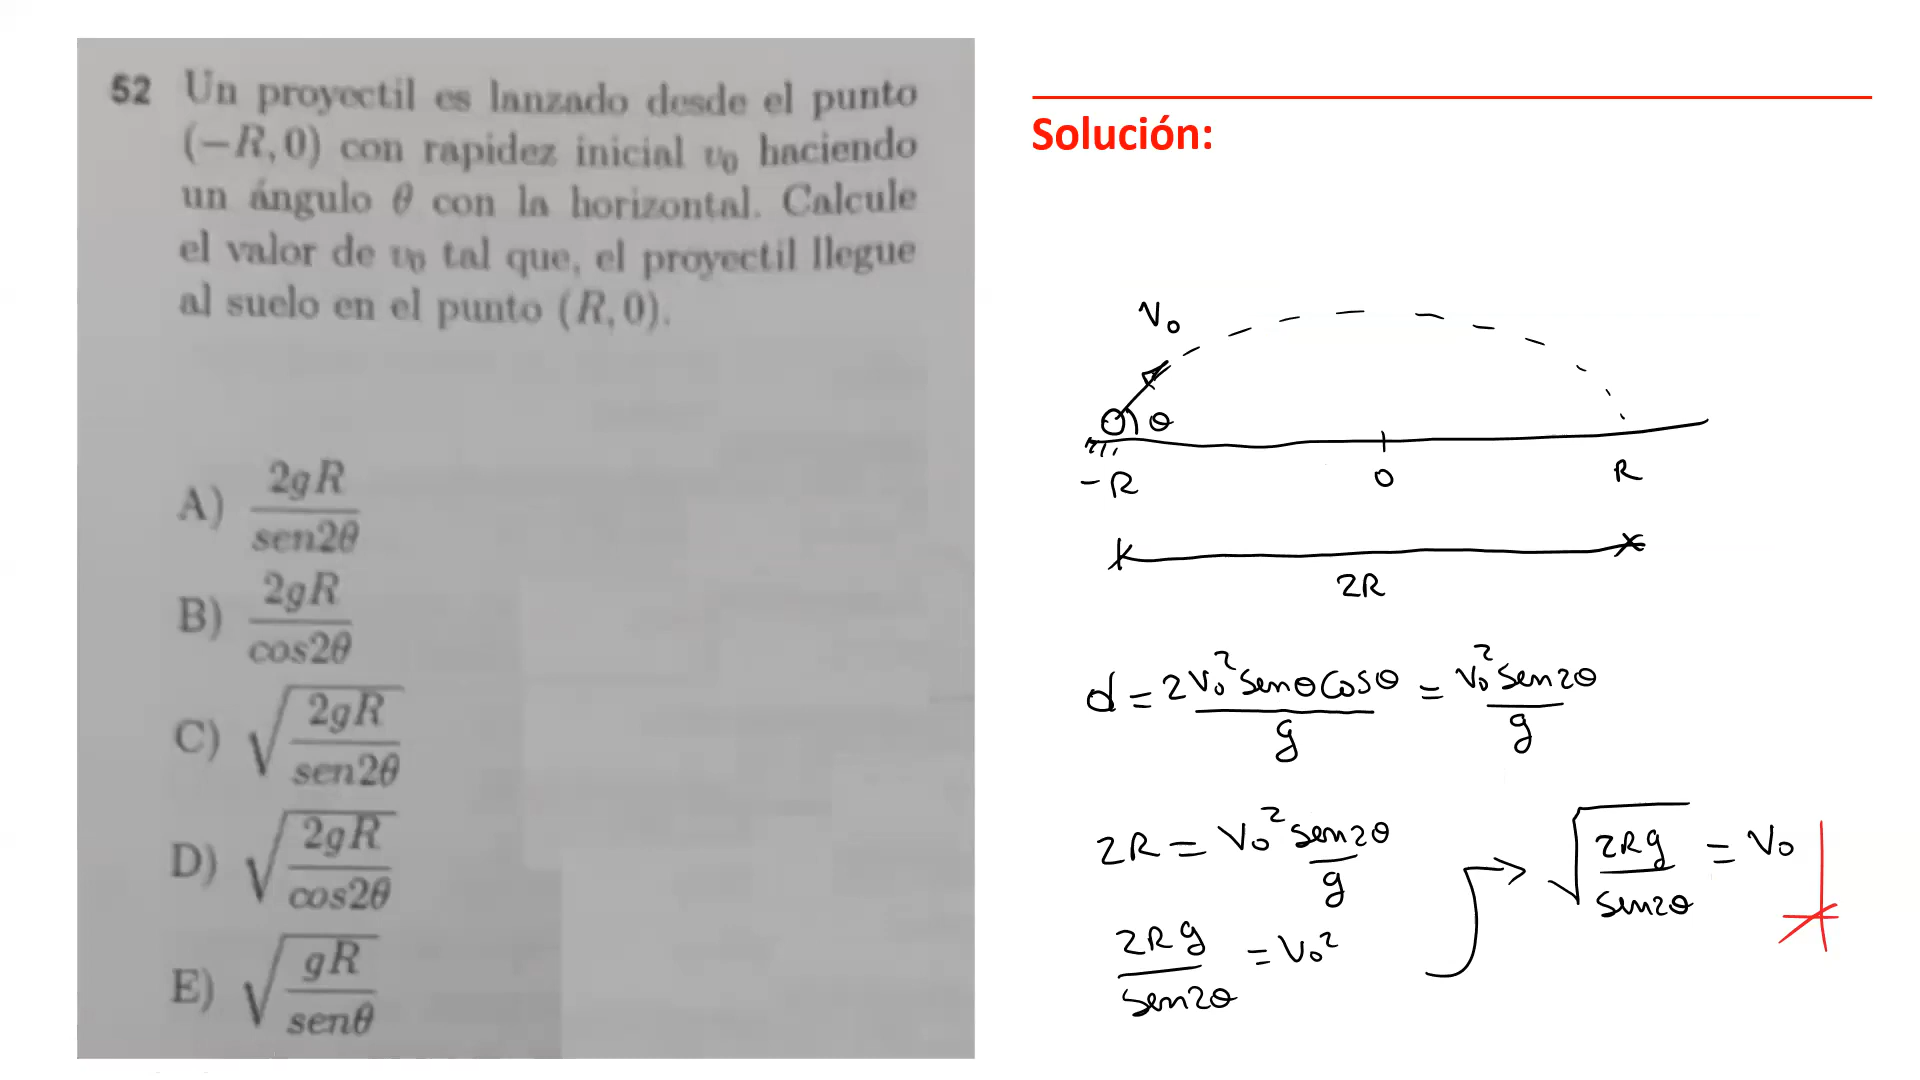 52 Un proyectil es lanzado desde el punto
(−R, 0) con rapidez inicial v₀ haciendo
un ángulo θ con la horizontal. Calcule
el valor de v₀ tal que, el proyectil llegue
al suelo en el punto (R, 0).
A) 2gR / sen2θ
B) 2gR / cos2θ
C) √(2gR / sen2θ)
D) √(2gR / cos2θ)
E) √(gR / senθ)
Solución:
V₀
θ
-R 0 R
2R
d = 2V₀² senθ cosθ / g = V₀² sen2θ / g
2R = V₀² sen2θ / g
2Rg / sen2θ = V₀²
√(2Rg / sen2θ) = V₀